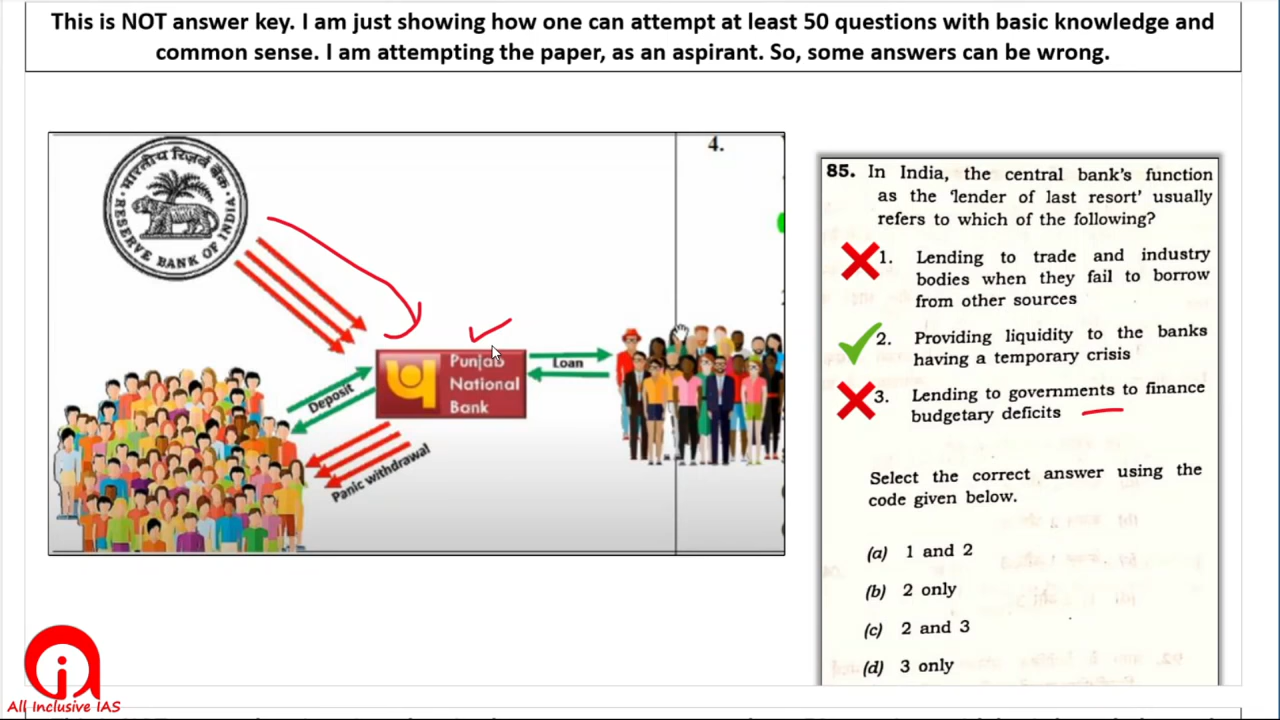 This is NOT answer key. I am just showing how one can attempt at least 50 questions with basic knowledge and
common sense. I am attempting the paper, as an aspirant. So, some answers can be wrong.
भारतीय रिज़र्व बैंक
RESERVE BANK OF INDIA
4.
Punjab
National
Bank
Deposit
Loan
Panic withdrawal
85. In India, the central bank's function
as the 'lender of last resort' usually
refers to which of the following?
1. Lending to trade and industry
bodies when they fail to borrow
from other sources
2. Providing liquidity to the banks
having a temporary crisis
3. Lending to governments to finance
budgetary deficits
Select the correct answer using the
code given below.
(a) 1 and 2
(b) 2 only
(c) 2 and 3
(d) 3 only
All Inclusive IAS